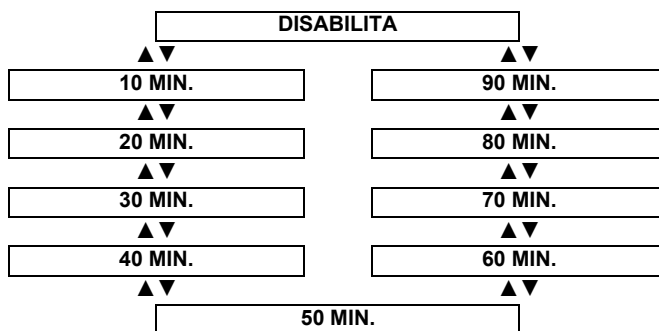 DISABILITA
▲▼ ▲▼
10 MIN. 90 MIN.
▲▼ ▲▼
20 MIN. 80 MIN.
▲▼ ▲▼
30 MIN. 70 MIN.
▲▼ ▲▼
40 MIN. 60 MIN.
▲▼ ▲▼
50 MIN.